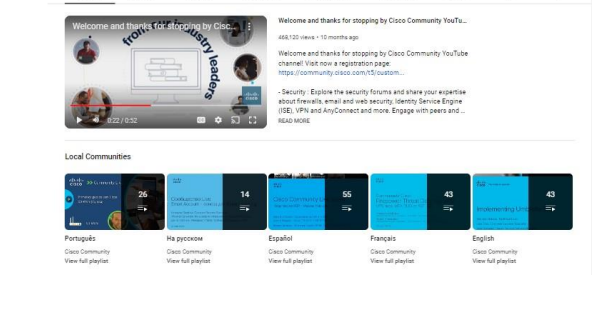 Welcome and thanks for stopping by Cisco Community YouTu...
Welcome and thanks for stopping by Cisco...
from our industry leaders
0:22 / 0:52
469,120 views • 10 months ago
Welcome and thanks for stopping by Cisco Community YouTube
channel! Visit now a registration page:
https://community.cisco.com/t5/custom...
- Security : Explore the security forums and share your expertise
about firewalls, email and web security, Identity Service Engine
(ISE), VPN and AnyConnect and more. Engage with peers and ...
READ MORE
Local Communities
26
14
55
43
43
Português
На русском
Español
Français
English
Cisco Community
Cisco Community
Cisco Community
Cisco Community
Cisco Community
View full playlist
View full playlist
View full playlist
View full playlist
View full playlist